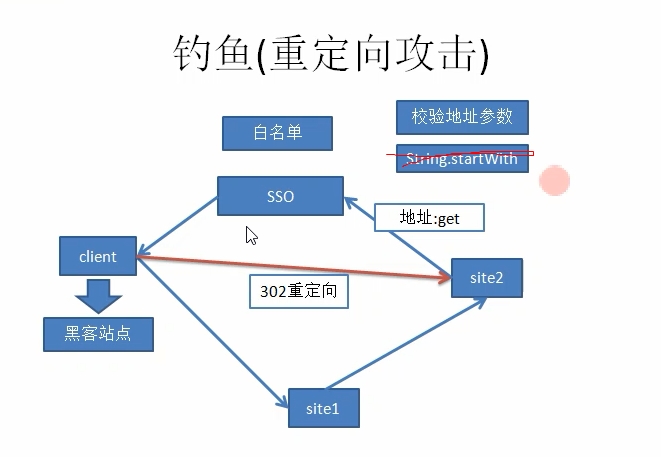 钓鱼(重定向攻击)
校验地址参数
白名单
String.startWith
SSO
地址:get
client
site2
302重定向
黑客站点
site1